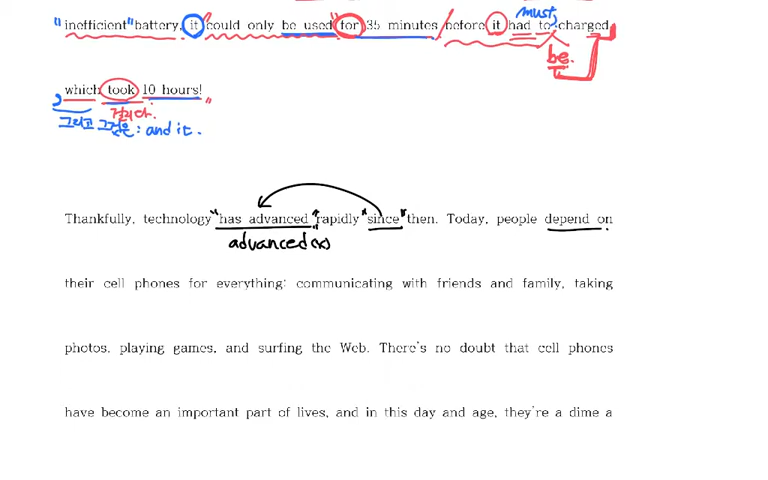 "inefficient" battery, it "could only be used" for 35 minutes / before it had to charged,
must
be
, which took 10 hours!"
그리고 그것은 : and it.
걸리다.
Thankfully, technology "has advanced" rapidly "since" then. Today, people depend on
advanced (x)
their cell phones for everything: communicating with friends and family, taking
photos, playing games, and surfing the Web. There's no doubt that cell phones
have become an important part of lives, and in this day and age, they're a dime a